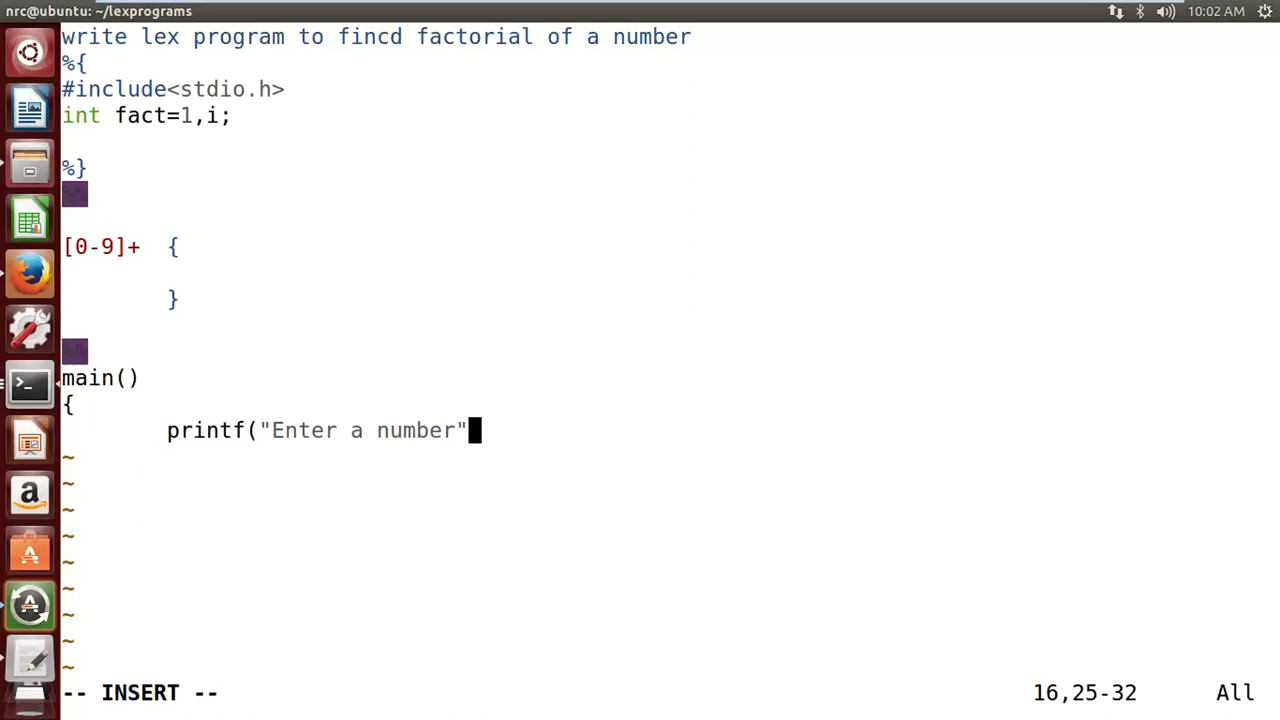 nrc@ubuntu: ~/lexprograms
10:02 AM
write lex program to fincd factorial of a number
%{
#include<stdio.h>
int fact=1,i;
%}
%%
[0-9]+  {
}
%%
main()
{
printf("Enter a number"
~
~
~
~
~
~
~
~
~
-- INSERT --
16,25-32
All